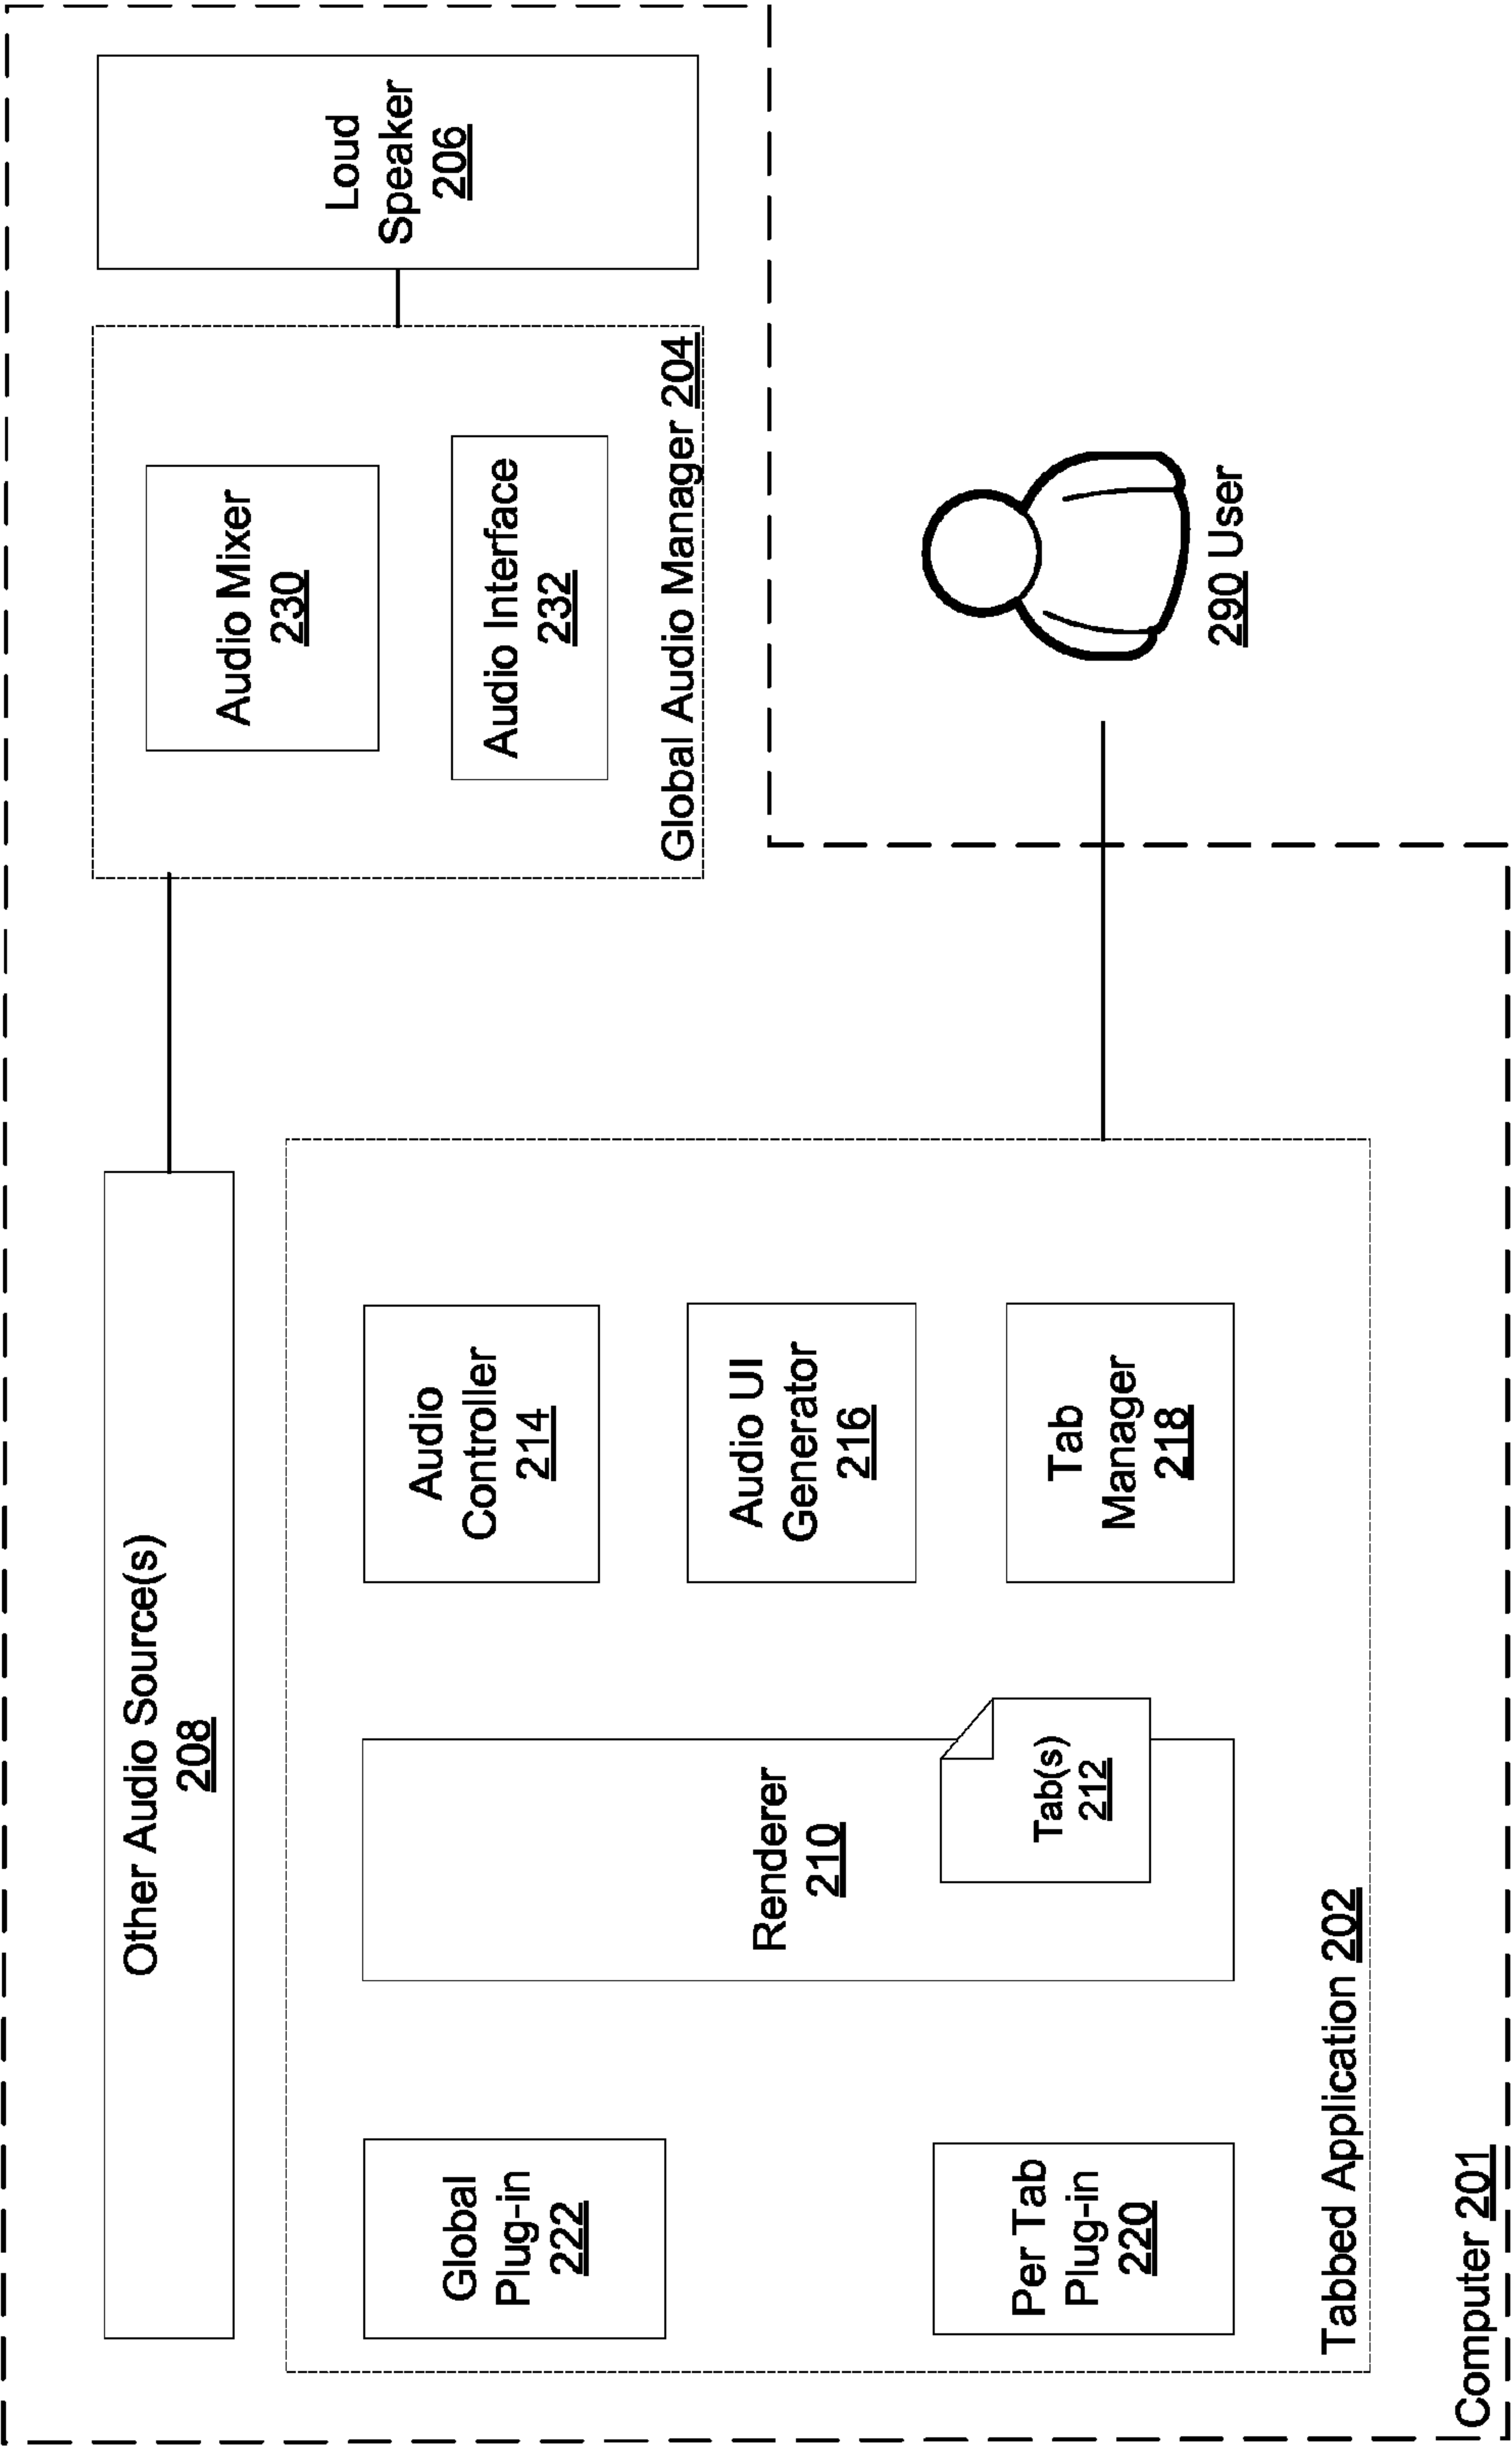 Other Audio Source(s)
208
Global
Plug-in
222
Per Tab
Plug-in
220
Renderer
210
Tab(s)
212
Audio
Controller
214
Audio UI
Generator
216
Tab
Manager
218
Tabbed Application 202
Computer 201
Audio Mixer
230
Audio Interface
232
Global Audio Manager 204
Loud
Speaker
206
290 User